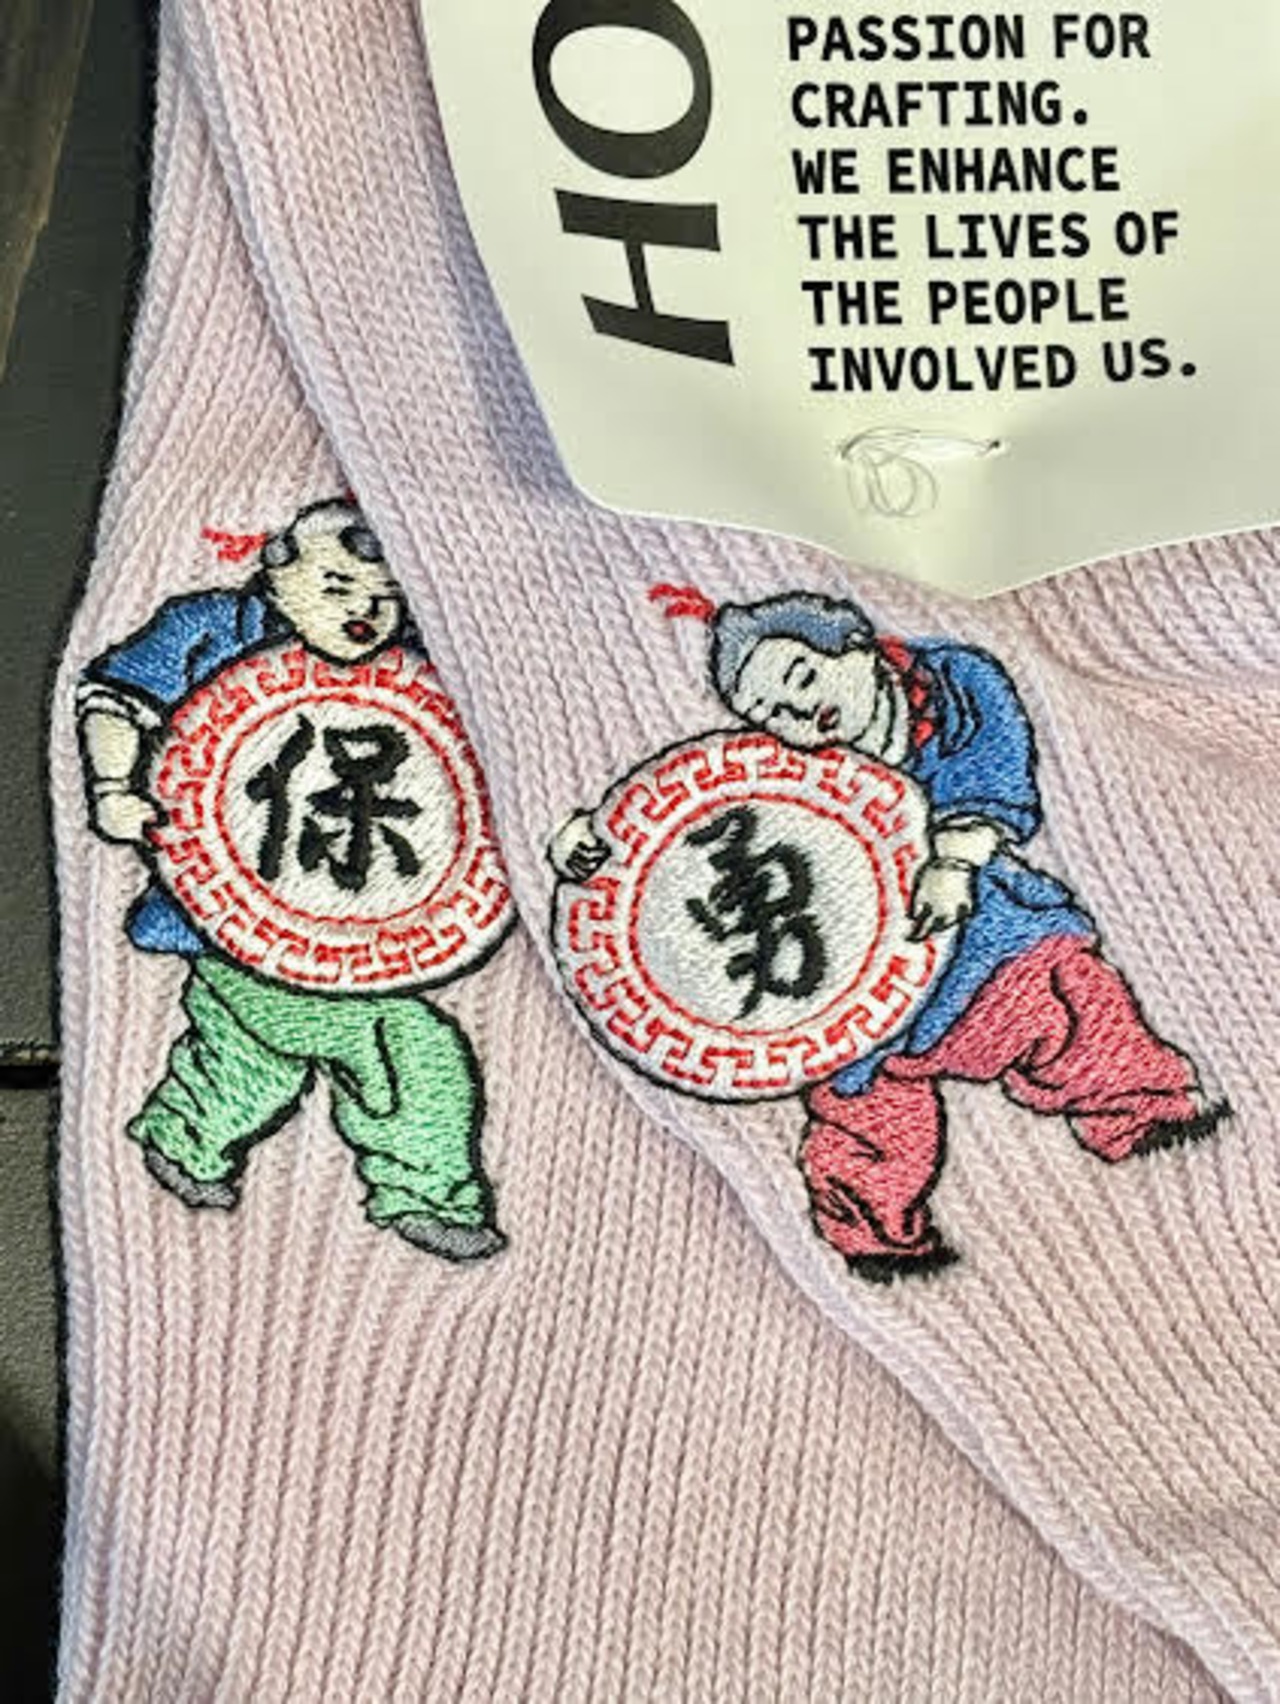 HO
PASSION FOR
CRAFTING.
WE ENHANCE
THE LIVES OF
THE PEOPLE
INVOLVED US.
保
勇